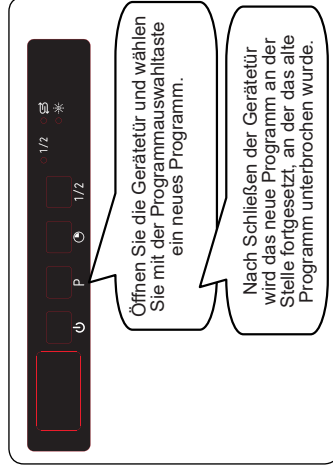 1/2
P
1/2
Öffnen Sie die Gerätetür und wählen
Sie mit der Programmauswahltaste
ein neues Programm.
Nach Schließen der Gerätetür
wird das neue Programm an der
Stelle fortgesetzt, an der das alte
Programm unterbrochen wurde.